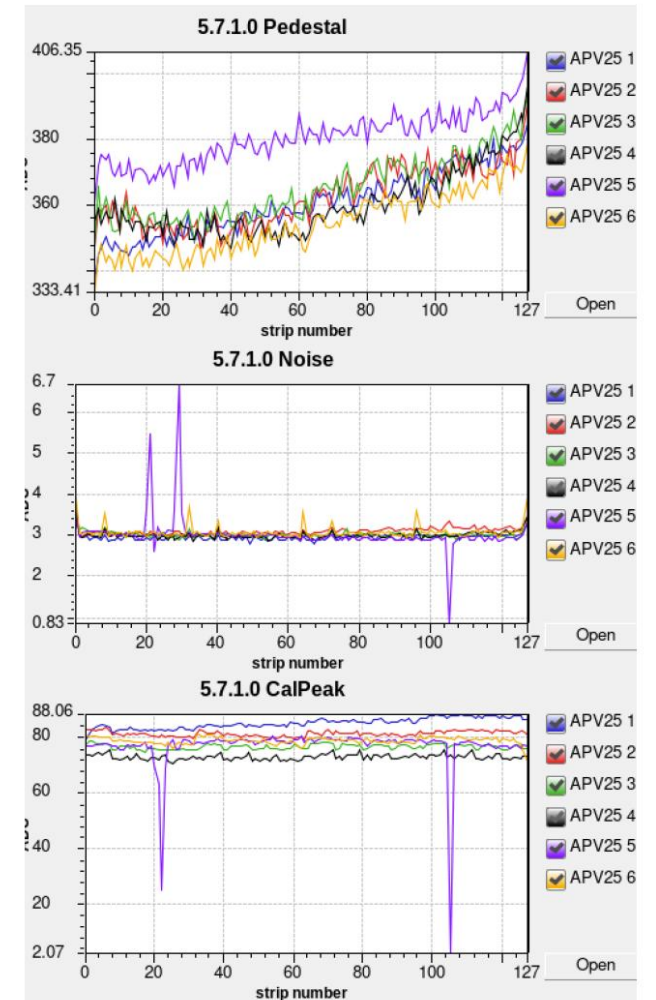 5.7.1.0 Pedestal
406.35
380
360
333.41
0 20 40 60 80 100 127
strip number
APV25 1
APV25 2
APV25 3
APV25 4
APV25 5
APV25 6
Open
5.7.1.0 Noise
6.7
6
5
4
3
2
0.83
0 20 40 60 80 100 127
strip number
APV25 1
APV25 2
APV25 3
APV25 4
APV25 5
APV25 6
Open
5.7.1.0 CalPeak
88.06
80
60
40
20
2.07
0 20 40 60 80 100 127
strip number
APV25 1
APV25 2
APV25 3
APV25 4
APV25 5
APV25 6
Open